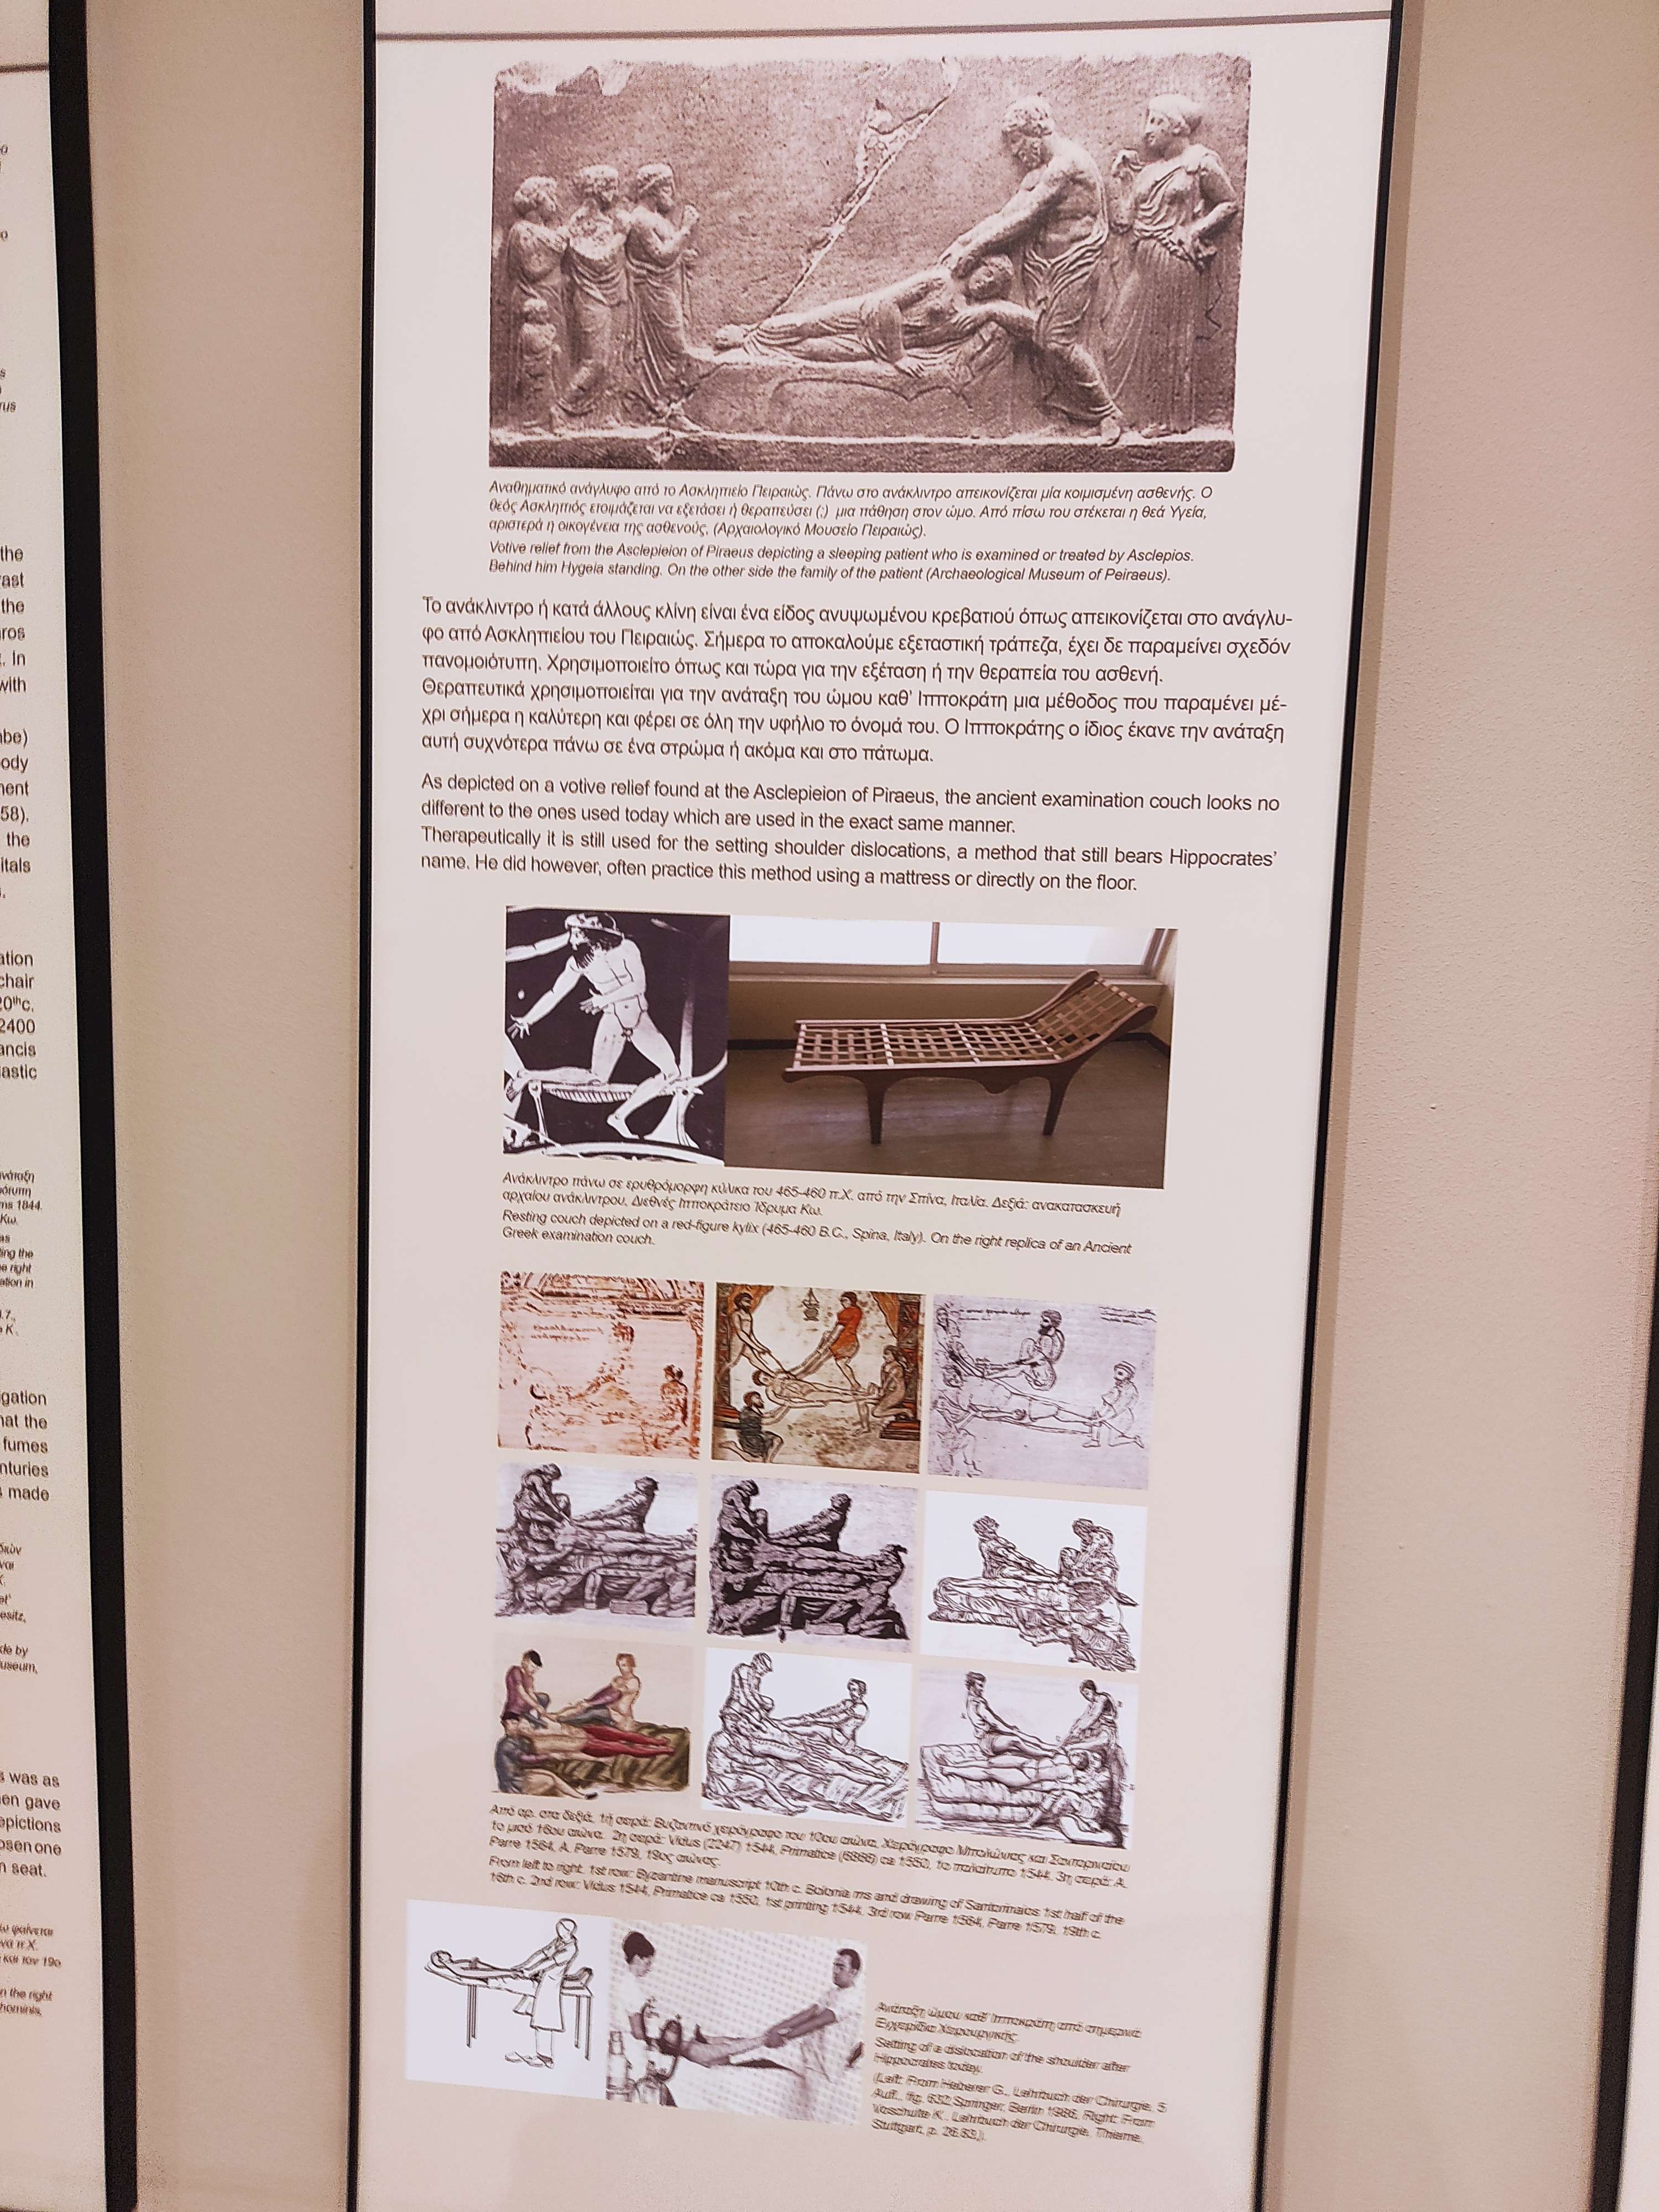 Αναθηματικό ανάγλυφο από το Ασκληπιείο Πειραιώς. Πάνω στο ανάκλιντρο απεικονίζεται μία κοιμισμένη ασθενής. Ο
θεός Ασκληπιός ετοιμάζεται να εξετάσει ή θεραπεύσει (;) μια πάθηση στον ώμο. Από πίσω του στέκεται η θεά Υγεία,
αριστερά η οικογένεια της ασθενούς, (Αρχαιολογικό Μουσείο Πειραιώς).
Votive relief from the Asclepieion of Piraeus depicting a sleeping patient who is examined or treated by Asclepios.
Behind him Hygeia standing. On the other side the family of the patient (Archaeological Museum of Peiraeus).
Το ανάκλιντρο ή κατά άλλους κλίνη είναι ένα είδος ανυψωμένου κρεβατιού όπως απεικονίζεται στο ανάγλυ-
φο από Ασκληπιείου του Πειραιώς. Σήμερα το αποκαλούμε εξεταστική τράπεζα, έχει δε παραμείνει σχεδόν
πανομοιότυπη. Χρησιμοποιείτο όπως και τώρα για την εξέταση ή την θεραπεία του ασθενή.
Θεραπευτικά χρησιμοποιείται για την ανάταξη του ώμου καθ' Ιπποκράτη μια μέθοδος που παραμένει μέ-
χρι σήμερα η καλύτερη και φέρει σε όλη την υφήλιο το όνομά του. Ο Ιπποκράτης ο ίδιος έκανε την ανάταξη
αυτή συχνότερα πάνω σε ένα στρώμα ή ακόμα και στο πάτωμα.
As depicted on a votive relief found at the Asclepieion of Piraeus, the ancient examination couch looks no
different to the ones used today which are used in the exact same manner.
Therapeutically it is still used for the setting shoulder dislocations, a method that still bears Hippocrates'
name. He did however, often practice this method using a mattress or directly on the floor.
Ανάκλιντρο πάνω σε ερυθρόμορφη κύλικα του 465-460 π.Χ. από την Σπίνα, Ιταλία. Δεξιά: ανακατασκευή
αρχαίου ανάκλιντρου, Διεθνές Ιπποκράτειο Ίδρυμα Κω.
Resting couch depicted on a red-figure kylix (465-460 B.C., Spina, Italy). On the right replica of an Ancient
Greek examination couch.
Από αρ. στα δεξιά, 1η σειρά: Βυζαντινό χειρόγραφο του 10ου αιώνα, Χειρόγραφο Μπολώνιας και Σαντοριναίου
1ο μισό 16ου αιώνα. 2η σειρά: Vidus (2247) 1544, Primatice (6866) ca 1550, 1ο παλαίτυπο 1544. 3η σειρά: A.
Parre 1564, A. Parre 1579, 19ος αιώνας.
From left to right. 1st row: Byzantine manuscript 10th c. Bolonia ms and drawing of Santorinaios 1st half of the
16th c. 2nd row: Vidus 1544, Primatice ca 1550, 1st printing 1544, 3rd row Parre 1564, Parre 1579, 19th c.
Ανάταξη ώμου καθ' Ιπποκράτη από σημερινά
Εγχειρίδια Χειρουργικής.
Setting of a dislocation of the shoulder after
Hippocrates today.
(Left: From Heberer G., Lehrbuch der Chirurgie, 5
Aufl., fig. 632 Springer, Berlin 1986, Right: From
Vosschulte K., Lehrbuch der Chirurgie, Thieme,
Stuttgart, p. 26.83,).